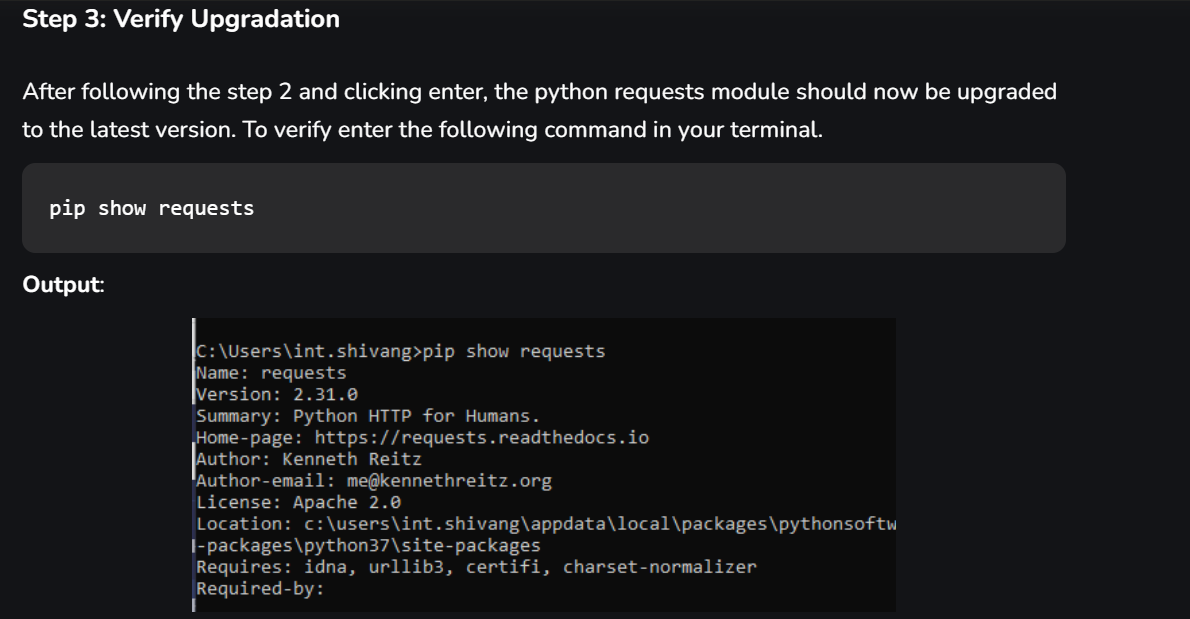 Step 3: Verify Upgradation
After following the step 2 and clicking enter, the python requests module should now be upgraded
to the latest version. To verify enter the following command in your terminal.
pip show requests
Output:
C:\Users\int.shivang>pip show requests
Name: requests
Version: 2.31.0
Summary: Python HTTP for Humans.
Home-page: https://requests.readthedocs.io
Author: Kenneth Reitz
Author-email: me@kennethreitz.org
License: Apache 2.0
Location: c:\users\int.shivang\appdata\local\packages\pythonsoftw
-packages\python37\site-packages
Requires: idna, urllib3, certifi, charset-normalizer
Required-by: